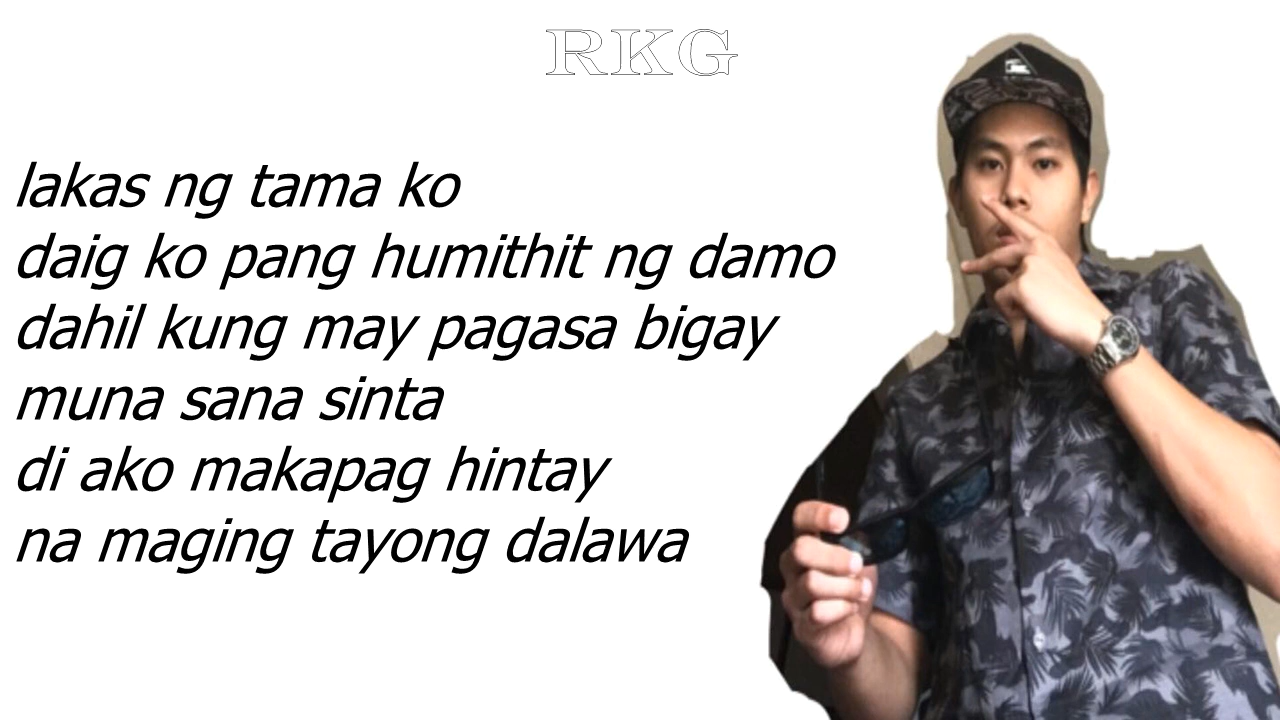 RKG
lakas ng tama ko
daig ko pang humithit ng damo
dahil kung may pagasa bigay
muna sana sinta
di ako makapag hintay
na maging tayong dalawa